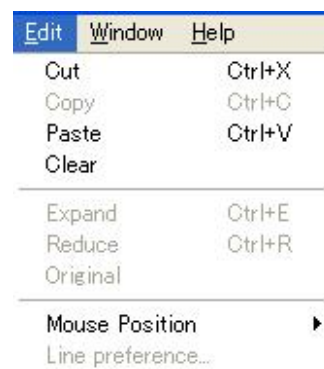 Edit Window Help
Cut Ctrl+X
Copy Ctrl+C
Paste Ctrl+V
Clear
Expand Ctrl+E
Reduce Ctrl+R
Original
Mouse Position
Line preference...